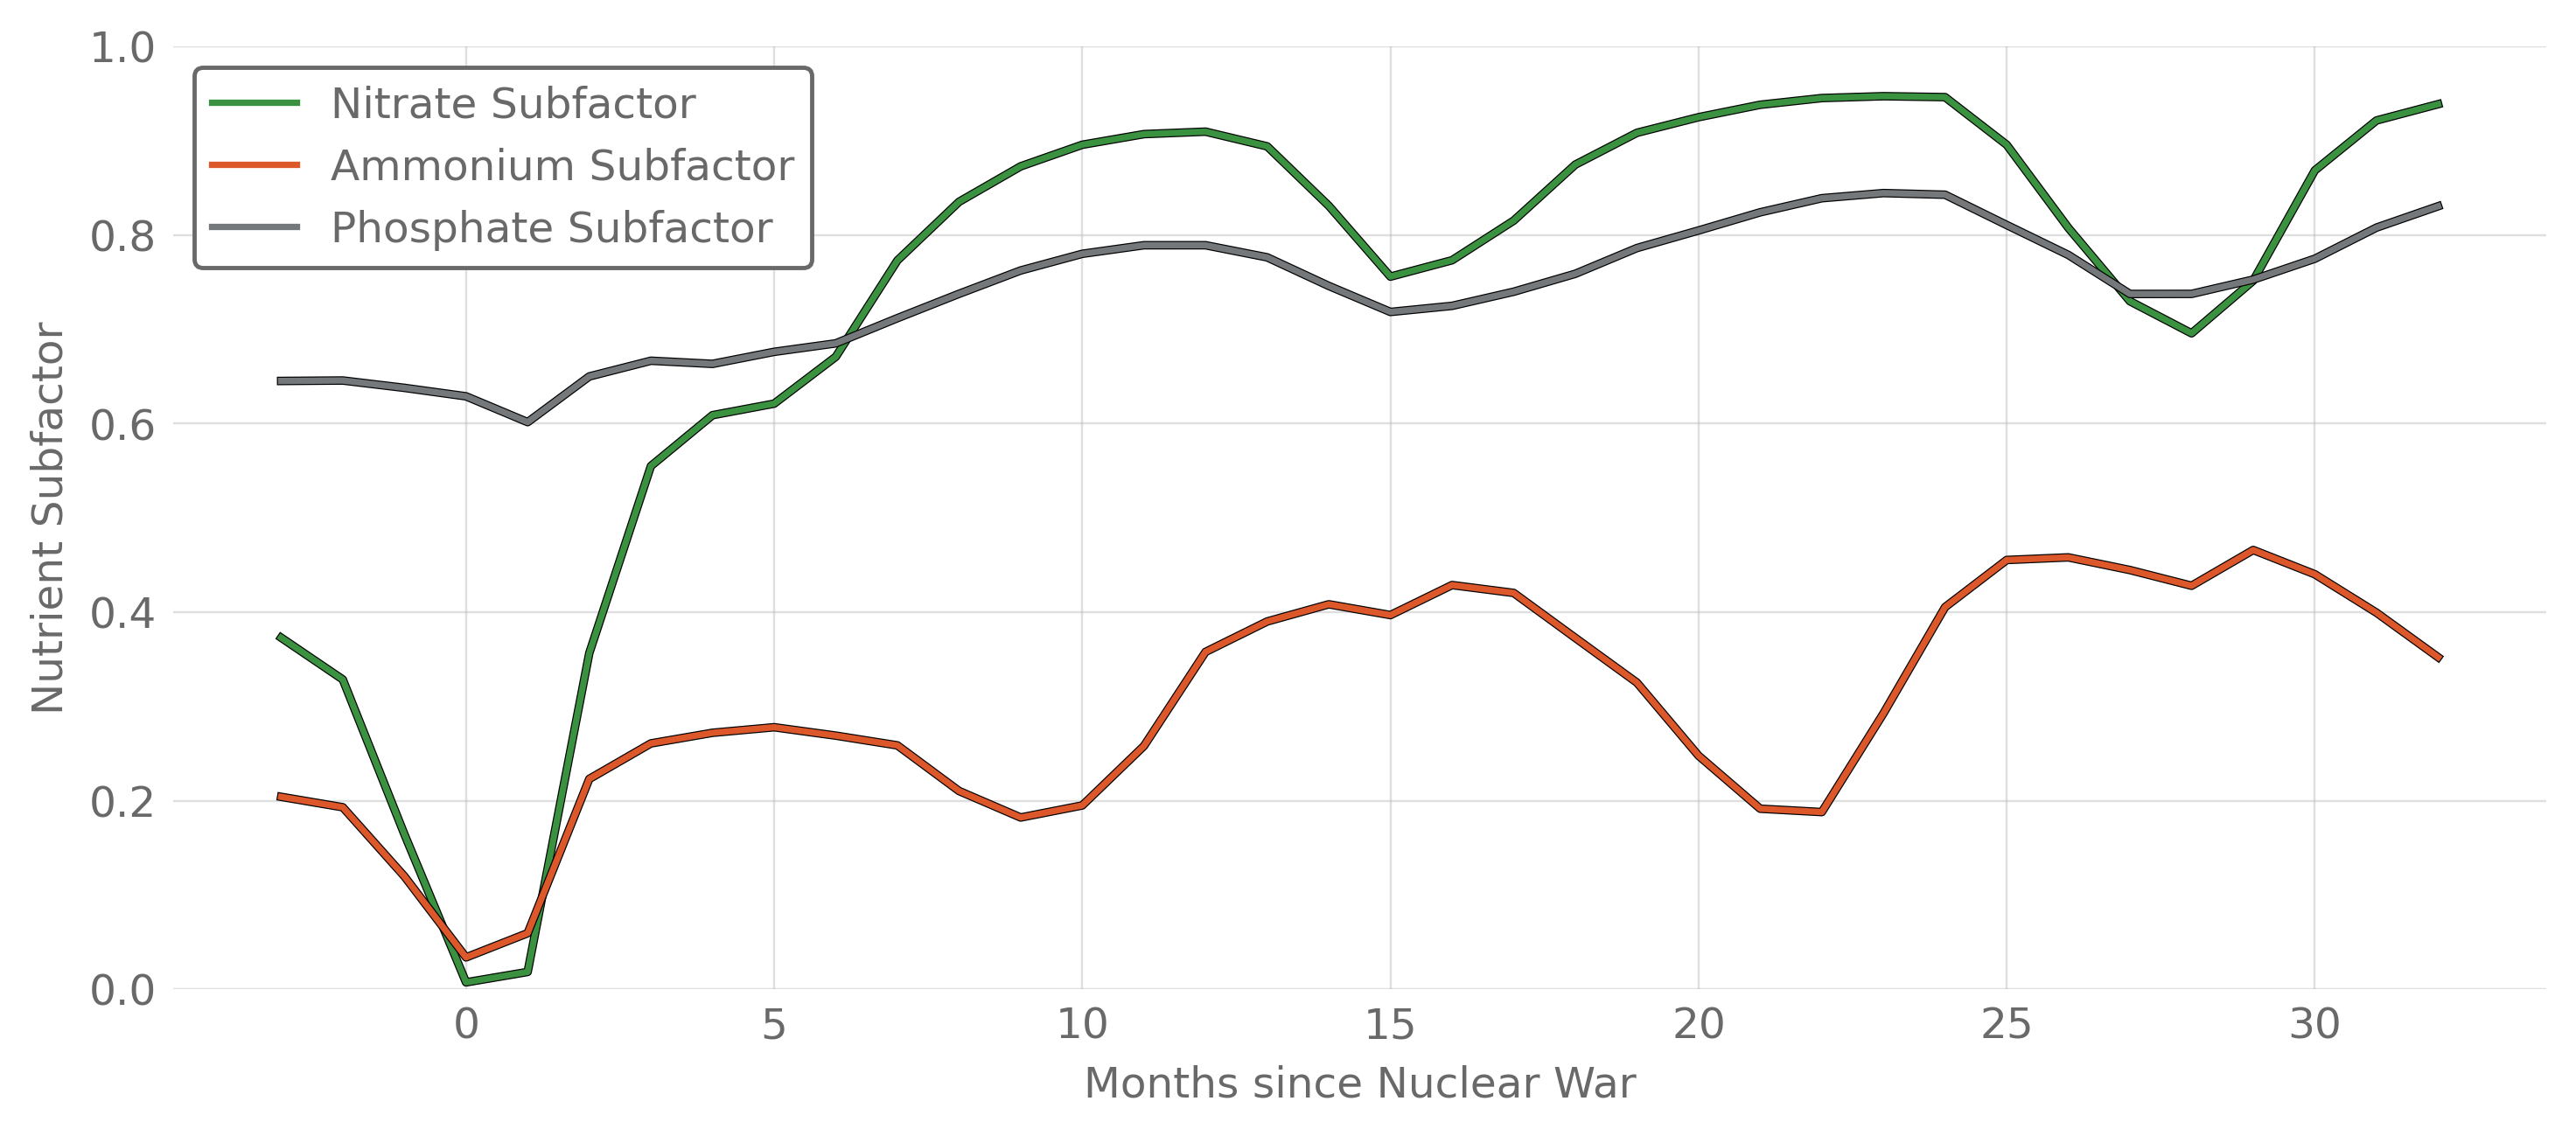 1.0
0.8
0.6
0.4
0.2
0.0
Nutrient Subfactor
Nitrate Subfactor
Ammonium Subfactor
Phosphate Subfactor
0 5 10 15 20 25 30
Months since Nuclear War